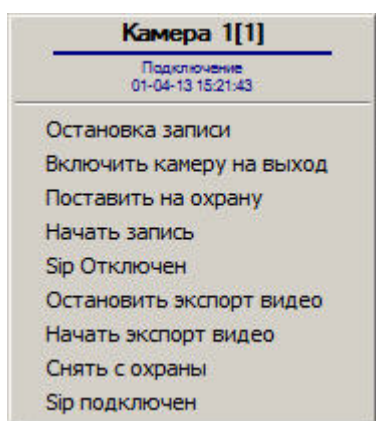 Камера 1[1]
Подключение
01-04-13 15:21:43
Остановка записи
Включить камеру на выход
Поставить на охрану
Начать запись
Sip Отключен
Остановить экспорт видео
Начать экспорт видео
Снять с охраны
Sip подключен